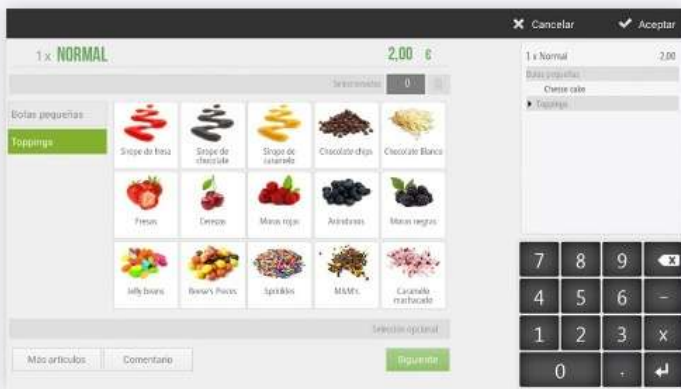 Cancelar
Aceptar
1 x NORMAL
2,00 €
Seleccionados
0
Bolas pequeñas
Toppings
Sirope de fresa
Sirope de chocolate
Sirope de caramelo
Chocolate chips
Chocolate Blanco
Fresas
Cerezas
Moras rojas
Arándanos
Moras negras
Jelly beans
Reese's Pieces
Sprinkles
M&M's
Caramelo machacado
Selección opcional
Más artículos
Comentario
Siguiente
1 x Normal
2,00
Bolas pequeñas
Cheese cake
Toppings
7 8 9
4 5 6 -
1 2 3 x
0 .